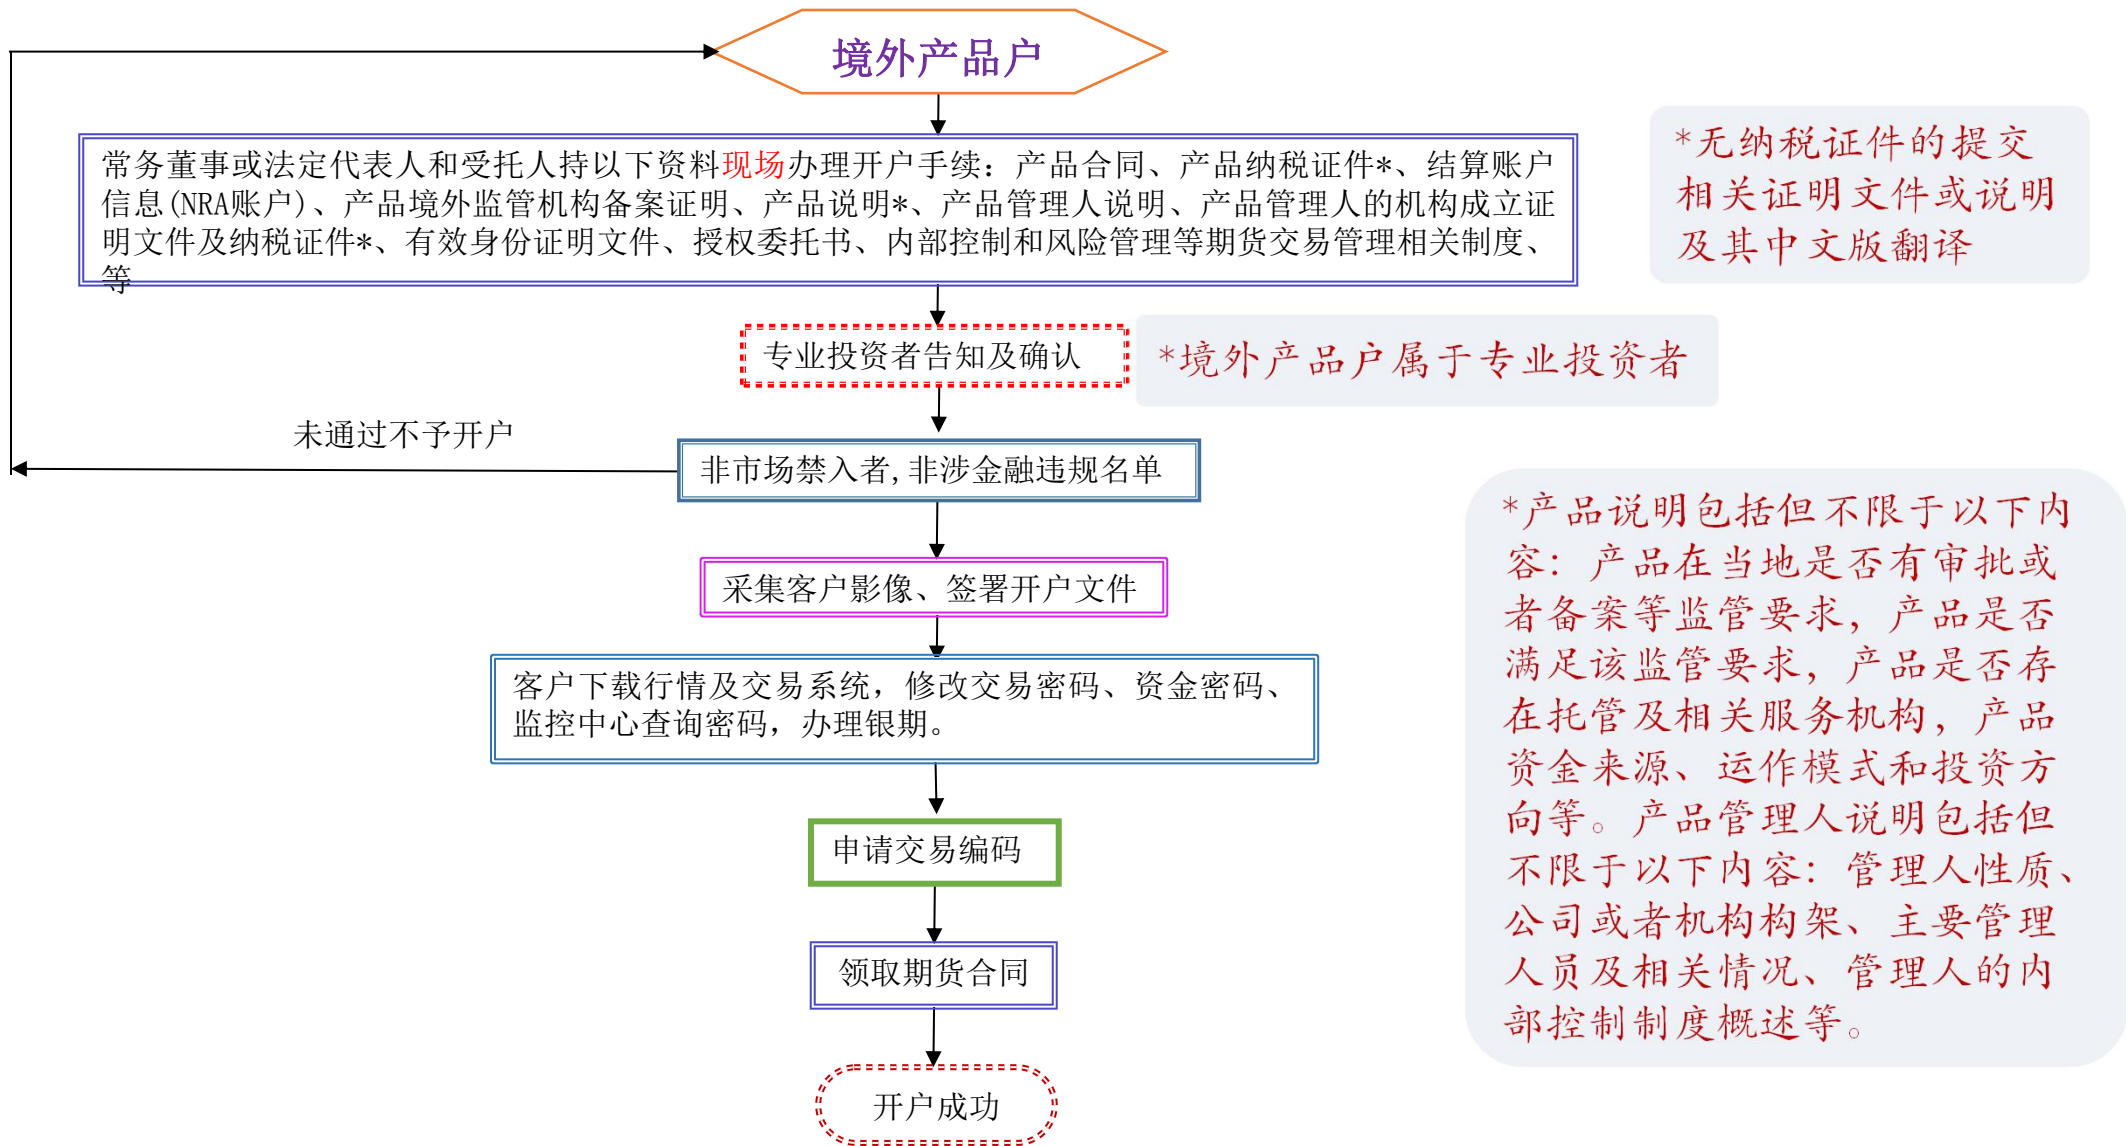 境外产品户
常务董事或法定代表人和受托人持以下资料现场办理开户手续：产品合同、产品纳税证件*、结算账户
信息(NRA账户)、产品境外监管机构备案证明、产品说明*、产品管理人说明、产品管理人的机构成立证
明文件及纳税证件*、有效身份证明文件、授权委托书、内部控制和风险管理等期货交易管理相关制度、
等
*无纳税证件的提交
相关证明文件或说明
及其中文版翻译
专业投资者告知及确认
*境外产品户属于专业投资者
未通过不予开户
非市场禁入者,非涉金融违规名单
采集客户影像、签署开户文件
客户下载行情及交易系统，修改交易密码、资金密码、
监控中心查询密码，办理银期。
申请交易编码
领取期货合同
开户成功
*产品说明包括但不限于以下内
容：产品在当地是否有审批或
者备案等监管要求，产品是否
满足该监管要求，产品是否存
在托管及相关服务机构，产品
资金来源、运作模式和投资方
向等。产品管理人说明包括但
不限于以下内容：管理人性质、
公司或者机构构架、主要管理
人员及相关情况、管理人的内
部控制制度概述等。